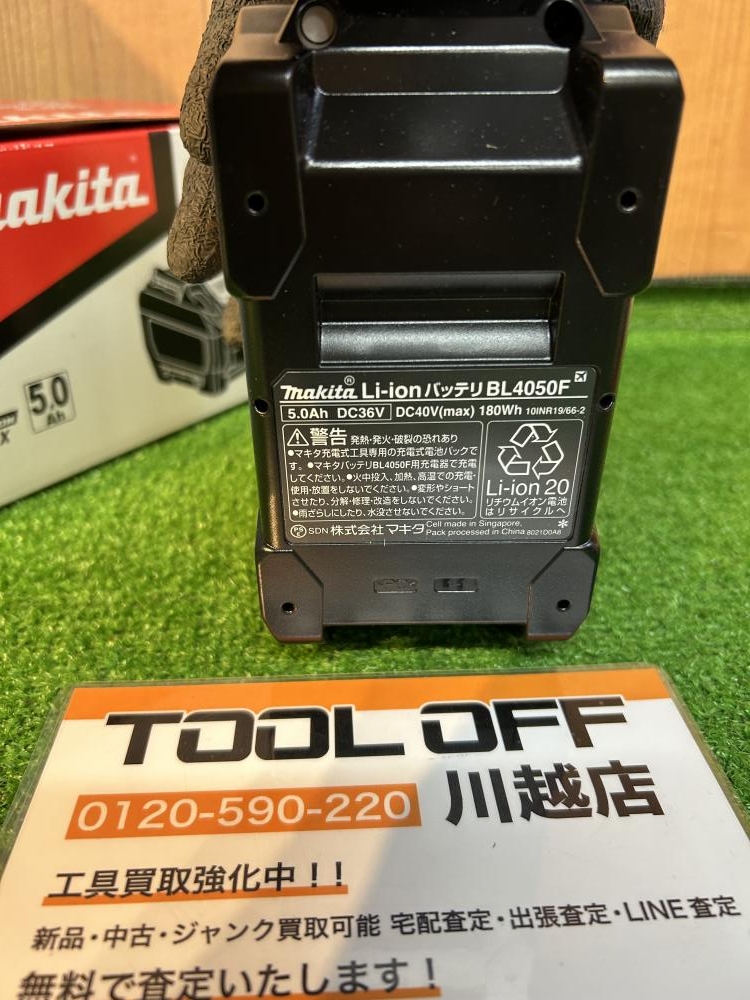 makita
5.0
Ah
makita® Li-ion バッテリ BL4050F
5.0Ah DC36V DC40V(max) 180Wh 10INR19/66-2
警告 発熱・発火・破裂の恐れあり
●マキタ充電式工具専用の充電式電池パックで
す。●マキタバッテリBL4050F用充電器で充電
してください。●火中投入、加熱、高温での充電・
使用・放置をしないでください。●変形やショート
させたり、分解・修理・改造をしないでください。
●雨ざらしにしたり、水没させないでください。
Li-ion 20
リチウムイオン電池
はリサイクルへ
PS E SDN 株式会社 マキタ
Cell made in Singapore,
Pack processed in China 8021D0A8
TOOL OFF
0120-590-220 川越店
工具買取強化中！！
新品・中古・ジャンク買取可能 宅配査定・出張査定・LINE査定
無料で査定いたします！